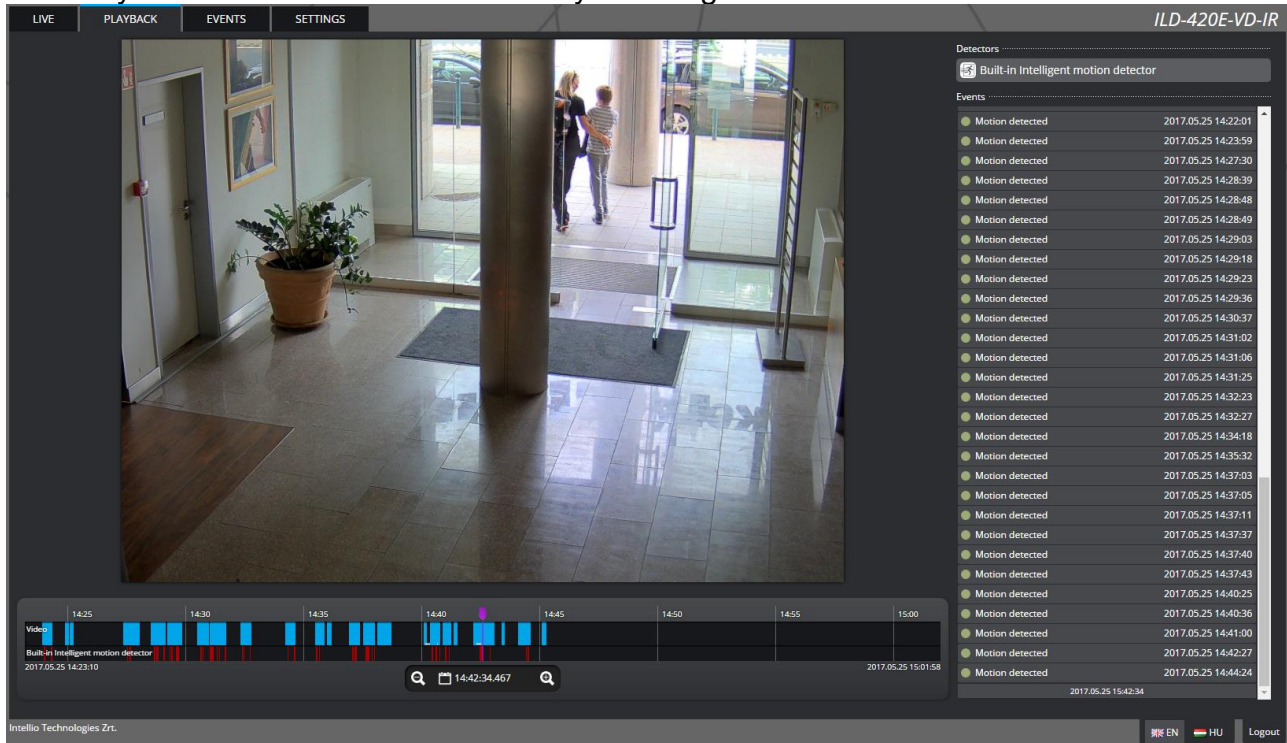 LIVE PLAYBACK EVENTS SETTINGS ILD-420E-VD-IR
Detectors
Built-in Intelligent motion detector
Events
Motion detected 2017.05.25 14:22:01
Motion detected 2017.05.25 14:23:59
Motion detected 2017.05.25 14:27:30
Motion detected 2017.05.25 14:28:39
Motion detected 2017.05.25 14:28:48
Motion detected 2017.05.25 14:28:49
Motion detected 2017.05.25 14:29:03
Motion detected 2017.05.25 14:29:18
Motion detected 2017.05.25 14:29:23
Motion detected 2017.05.25 14:29:36
Motion detected 2017.05.25 14:30:37
Motion detected 2017.05.25 14:31:02
Motion detected 2017.05.25 14:31:06
Motion detected 2017.05.25 14:31:25
Motion detected 2017.05.25 14:32:23
Motion detected 2017.05.25 14:32:27
Motion detected 2017.05.25 14:34:18
Motion detected 2017.05.25 14:35:32
Motion detected 2017.05.25 14:37:03
Motion detected 2017.05.25 14:37:05
Motion detected 2017.05.25 14:37:11
Motion detected 2017.05.25 14:37:37
Motion detected 2017.05.25 14:37:40
Motion detected 2017.05.25 14:37:43
Motion detected 2017.05.25 14:40:25
Motion detected 2017.05.25 14:40:36
Motion detected 2017.05.25 14:41:00
Motion detected 2017.05.25 14:42:27
Motion detected 2017.05.25 14:44:24
2017.05.25 15:42:34
14:25 14:30 14:35 14:40 14:45 14:50 14:55 15:00
Video
Built-in Intelligent motion detector
2017.05.25 14:23:10 2017.05.25 15:01:58
14:42:34.467
Intellio Technologies Zrt. EN HU Logout